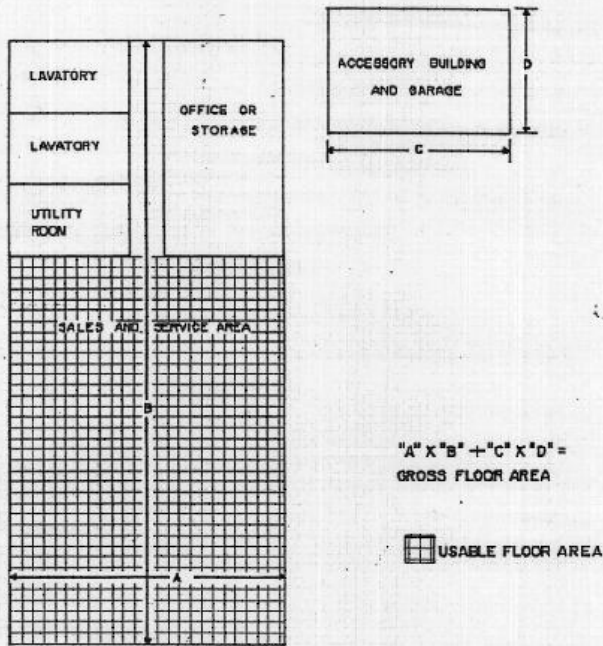 LAVATORY
LAVATORY
UTILITY
ROON
OFFICE OR
STORAGE
SALES AND SERVICE AREA
B
A
ACCESSORY BUILDING
AND GARAGE
D
C
"A" X "B" + "C" X "D" =
GROSS FLOOR AREA
USABLE FLOOR AREA